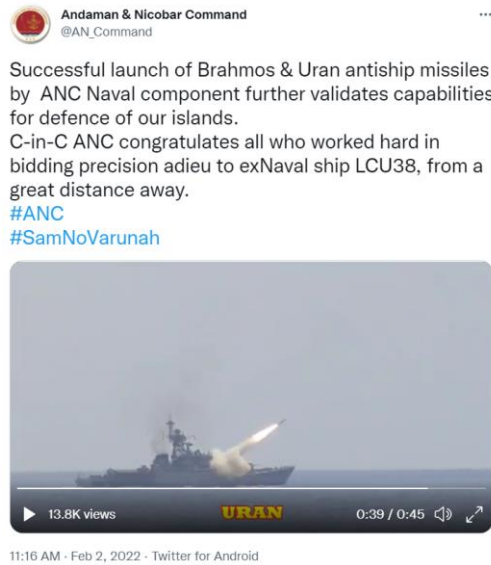 Andaman & Nicobar Command
@AN_Command
Successful launch of Brahmos & Uran antiship missiles
by ANC Naval component further validates capabilities
for defence of our islands.
C-in-C ANC congratulates all who worked hard in
bidding precision adieu to exNaval ship LCU38, from a
great distance away.
#ANC
#SamNoVarunah
13.8K views
URAN
0:39 / 0:45
11:16 AM · Feb 2, 2022 · Twitter for Android